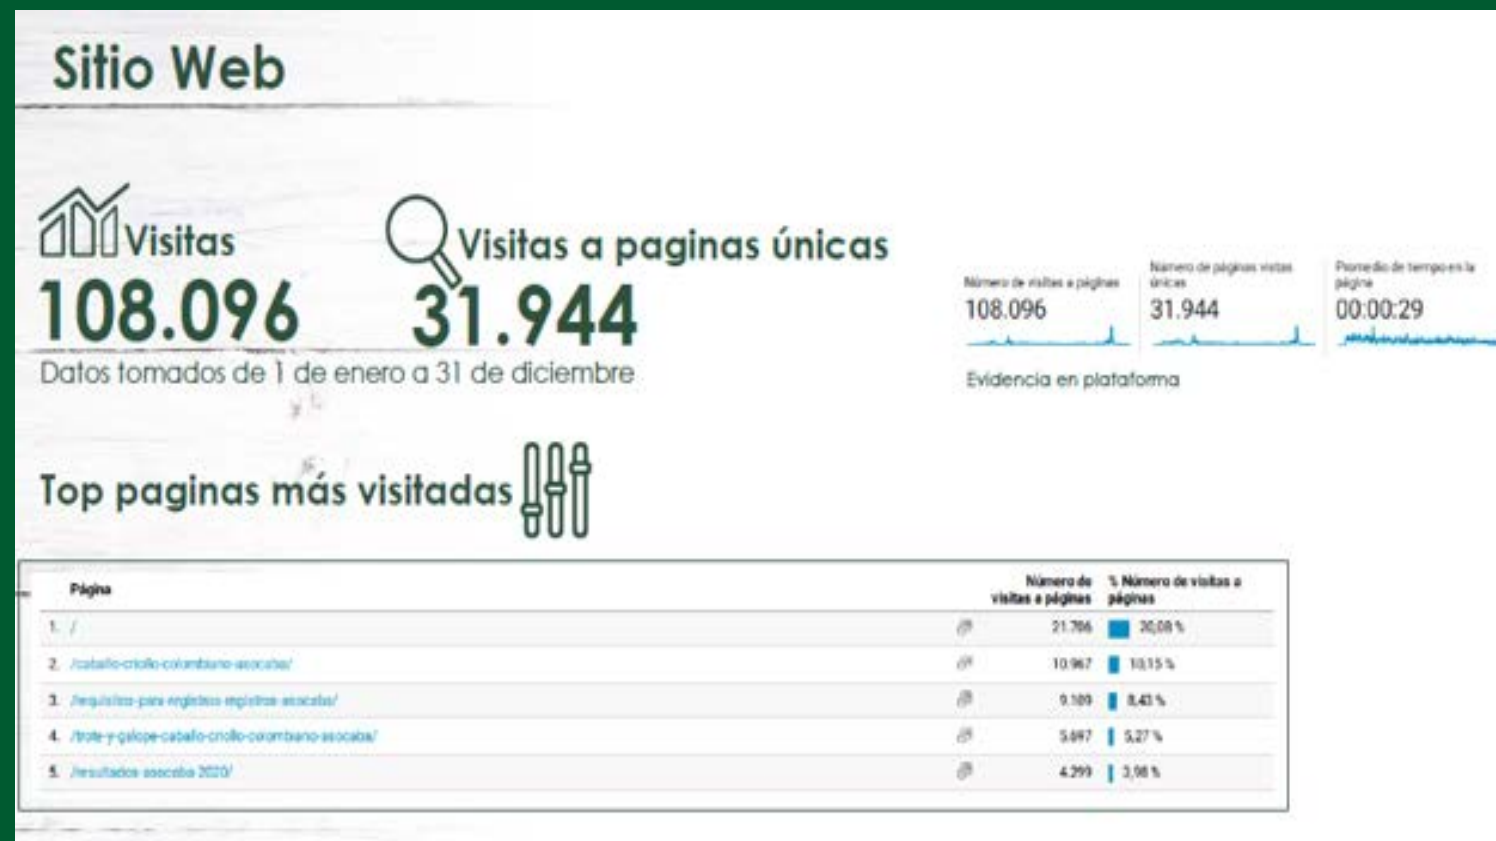 Sitio Web
Visitas
108.096
Visitas a paginas únicas
31.944
Datos tomados de 1 de enero a 31 de diciembre
Número de visitas a páginas
108.096
Número de páginas vistas
únicas
31.944
Promedio de tiempo en la
página
00:00:29
Evidencia en plataforma
Top paginas más visitadas
Página
Número de
visitas a páginas
% Número de visitas a
páginas
1. / 21.706 20,08 %
2. /caballo-criollo-colombiano-asocaba/ 10.967 10,15 %
3. /requisitos-para-registros-registros-asocaba/ 9.109 8,43 %
4. /trote-y-galope-caballo-criollo-colombiano-asocaba/ 5.697 5,27 %
5. /resultados-asocaba-2020/ 4.299 3,98 %